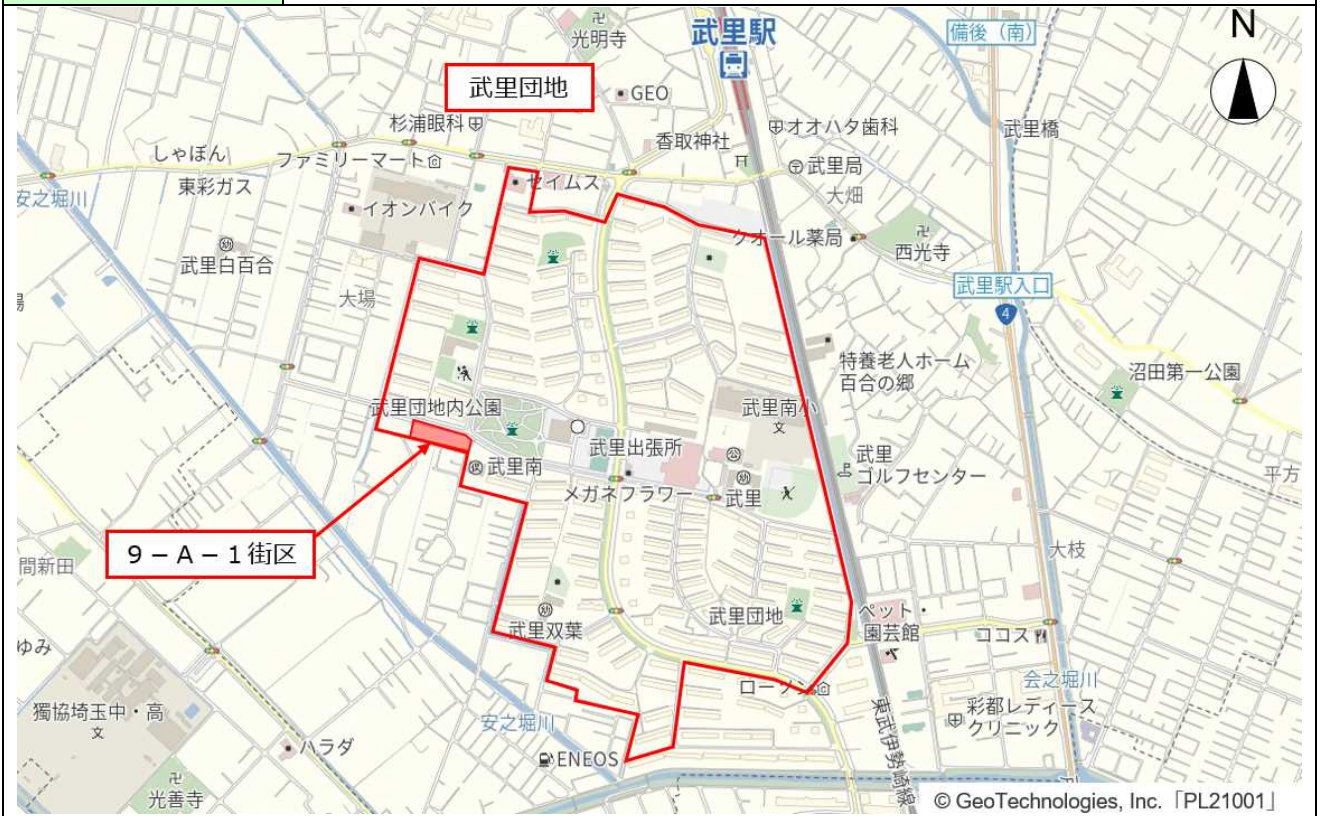 卍
光明寺
武里駅
備後（南）
N
武里団地
GEO
杉浦眼科
オオハタ歯科
武里橋
香取神社
しゃぼん
ファミリーマート
武里局
東彩ガス
セイムス
大畑
安之堀川
イオンバイク
クオール薬局
卍
西光寺
幼
武里白百合
大場
武里駅入口
4
特養老人ホーム
百合の郷
沼田第一公園
武里団地内公園
武里南小
文
武里出張所
武里南
公
武里
ゴルフセンター
メガネフラワー
幼
武里
平方
9－A－1街区
間新田
大枝
幼
武里双葉
武里団地
ペット・
園芸館
ココス
ゆみ
ローソン
会之堀川
獨協埼玉中・高
文
安之堀川
彩都レディース
クリニック
東武伊勢崎線
ハラダ
ENEOS
卍
光善寺
© GeoTechnologies, Inc.「PL21001」